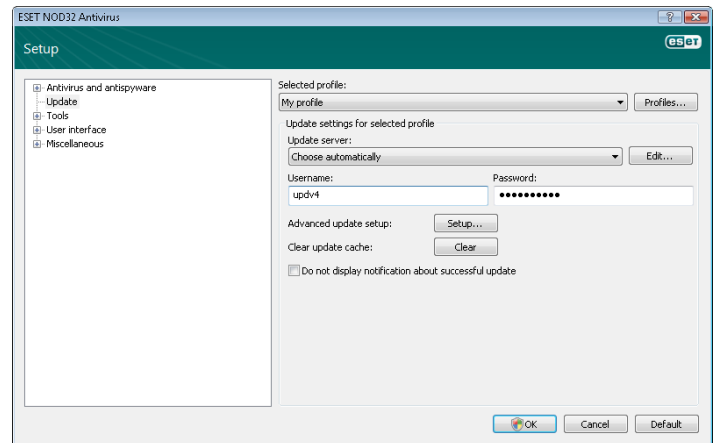 ESET NOD32 Antivirus
Setup
eset
Antivirus and antispyware
Update
Tools
User interface
Miscellaneous
Selected profile:
My profile
Profiles...
Update settings for selected profile
Update server:
Choose automatically
Edit...
Username:
Password:
updv4
••••••••••
Advanced update setup:
Setup...
Clear update cache:
Clear
Do not display notification about successful update
OK
Cancel
Default